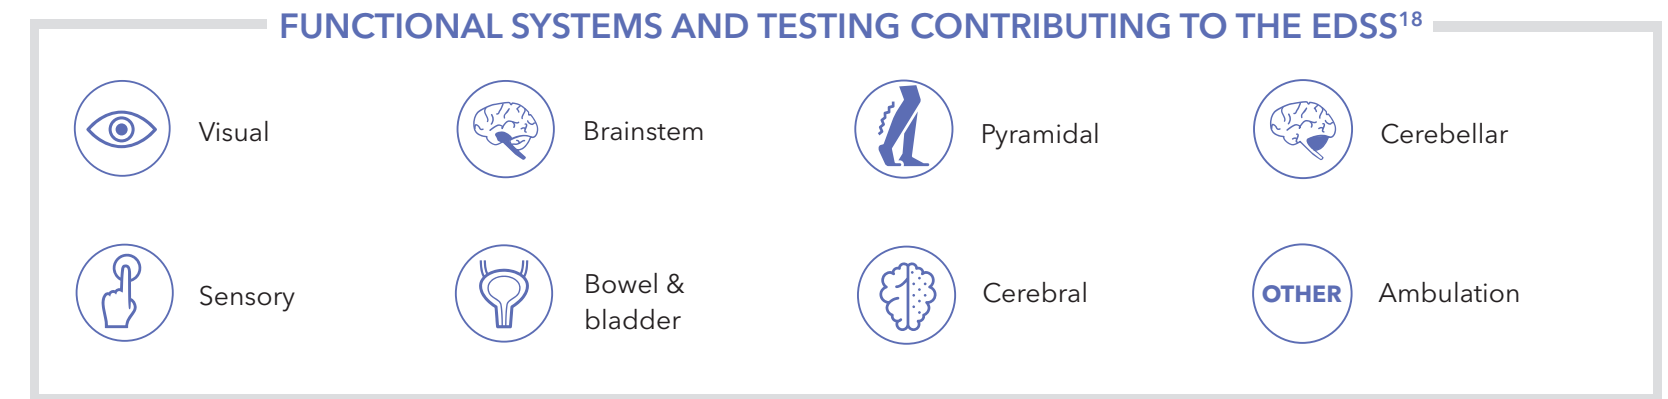 FUNCTIONAL SYSTEMS AND TESTING CONTRIBUTING TO THE EDSS18
Visual
Brainstem
Pyramidal
Cerebellar
Sensory
Bowel &
bladder
Cerebral
OTHER
Ambulation